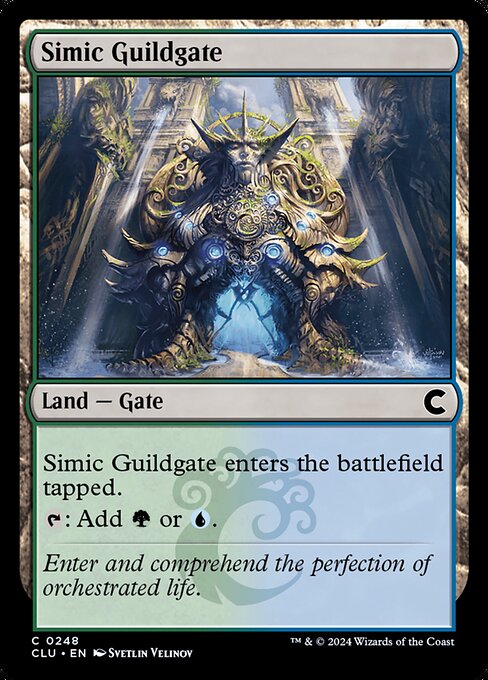 Simic Guildgate
Land — Gate
Simic Guildgate enters the battlefield
tapped.
: Add or .
Enter and comprehend the perfection of
orchestrated life.
C 0248
CLU • EN Svetlin Velinov
™ & © 2024 Wizards of the Coast